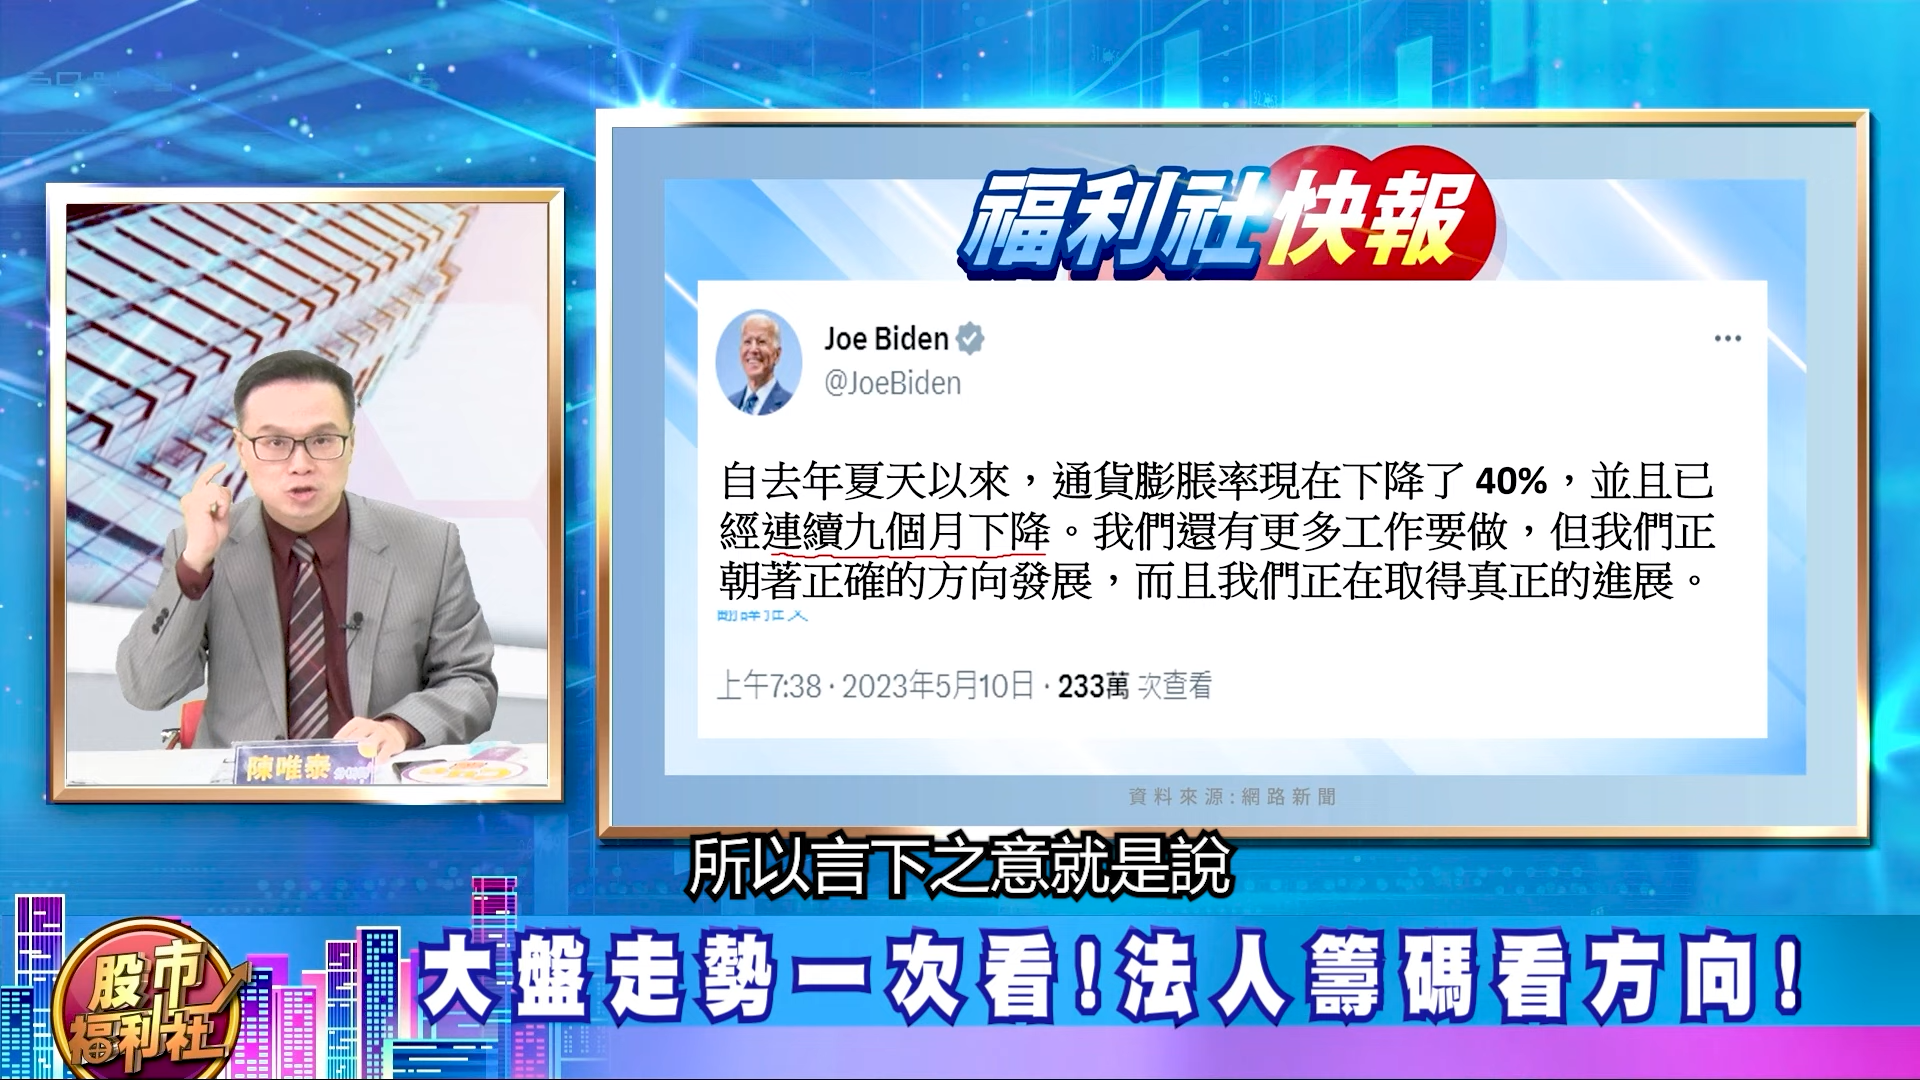 福利社快報
Joe Biden
@JoeBiden
自去年夏天以來，通貨膨脹率現在下降了 40%，並且已
經連續九個月下降。我們還有更多工作要做，但我們正
朝著正確的方向發展，而且我們正在取得真正的進展。
翻譯推文
上午7:38 · 2023年5月10日 · 233萬 次查看
資料來源:網路新聞
陳唯泰
所以言下之意就是說
大盤走勢一次看!法人籌碼看方向!
股市
福利社